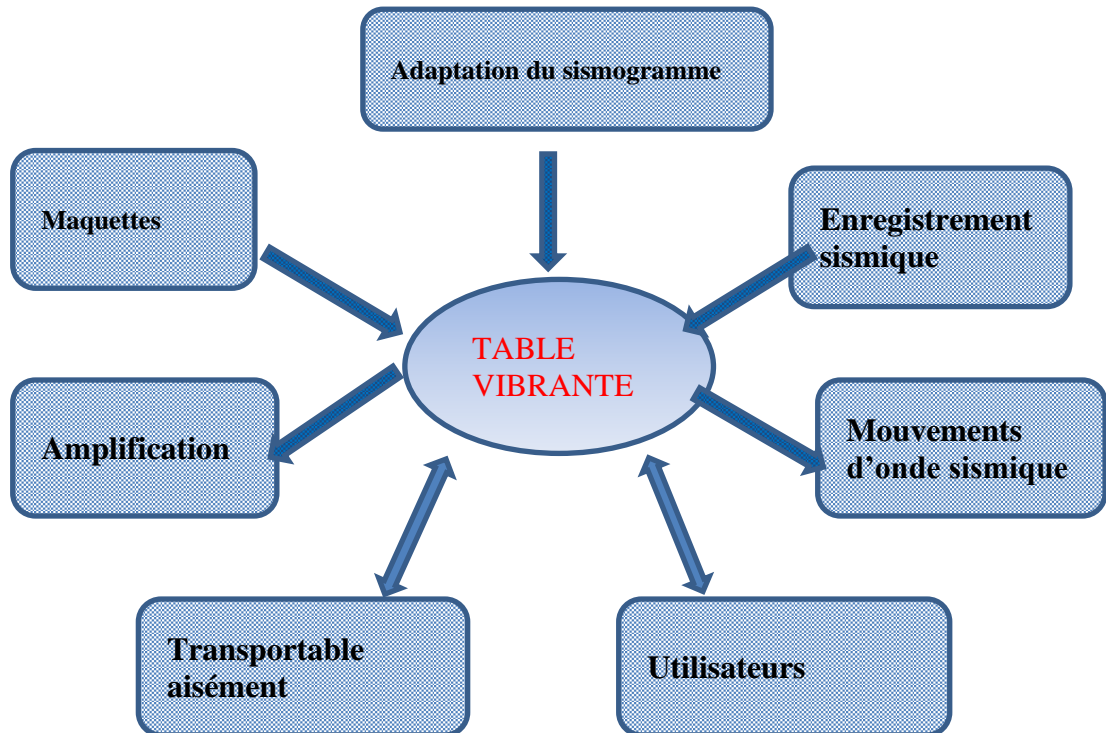 Adaptation du sismogramme
Maquettes
Enregistrement
sismique
TABLE
VIBRANTE
Amplification
Mouvements
d’onde sismique
Transportable
aisément
Utilisateurs